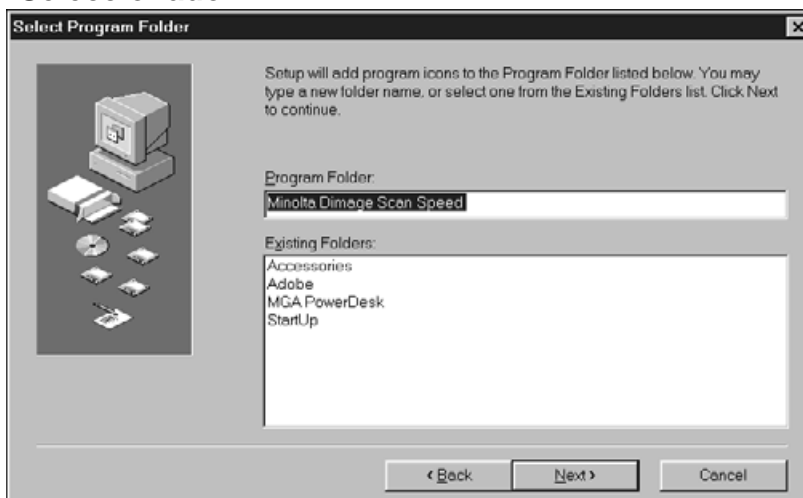 Select Program Folder
Setup will add program icons to the Program Folder listed below. You may
type a new folder name, or select one from the Existing Folders list. Click Next
to continue.
Program Folder:
Minolta Dimage Scan Speed
Existing Folders:
Accessories
Adobe
MGA PowerDesk
StartUp
< Back
Next >
Cancel